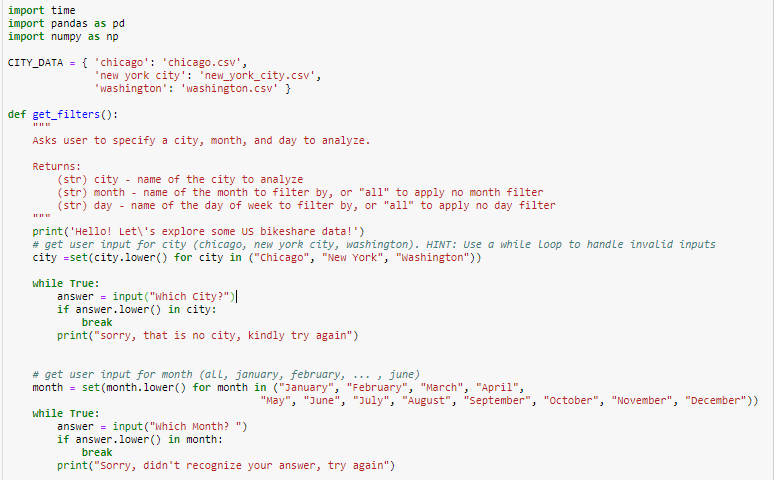 import time
import pandas as pd
import numpy as np
CITY_DATA = { 'chicago': 'chicago.csv',
'new york city': 'new_york_city.csv',
'washington': 'washington.csv' }
def get_filters():
"""
Asks user to specify a city, month, and day to analyze.
Returns:
(str) city - name of the city to analyze
(str) month - name of the month to filter by, or "all" to apply no month filter
(str) day - name of the day of week to filter by, or "all" to apply no day filter
"""
print('Hello! Let\'s explore some US bikeshare data!')
# get user input for city (chicago, new york city, washington). HINT: Use a while loop to handle invalid inputs
city =set(city.lower() for city in ("Chicago", "New York", "Washington"))
while True:
answer = input("Which City?")
if answer.lower() in city:
break
print("sorry, that is no city, kindly try again")
# get user input for month (all, january, february, ... , june)
month = set(month.lower() for month in ("January", "February", "March", "April",
"May", "June", "July", "August", "September", "October", "November", "December"))
while True:
answer = input("Which Month? ")
if answer.lower() in month:
break
print("Sorry, didn't recognize your answer, try again")